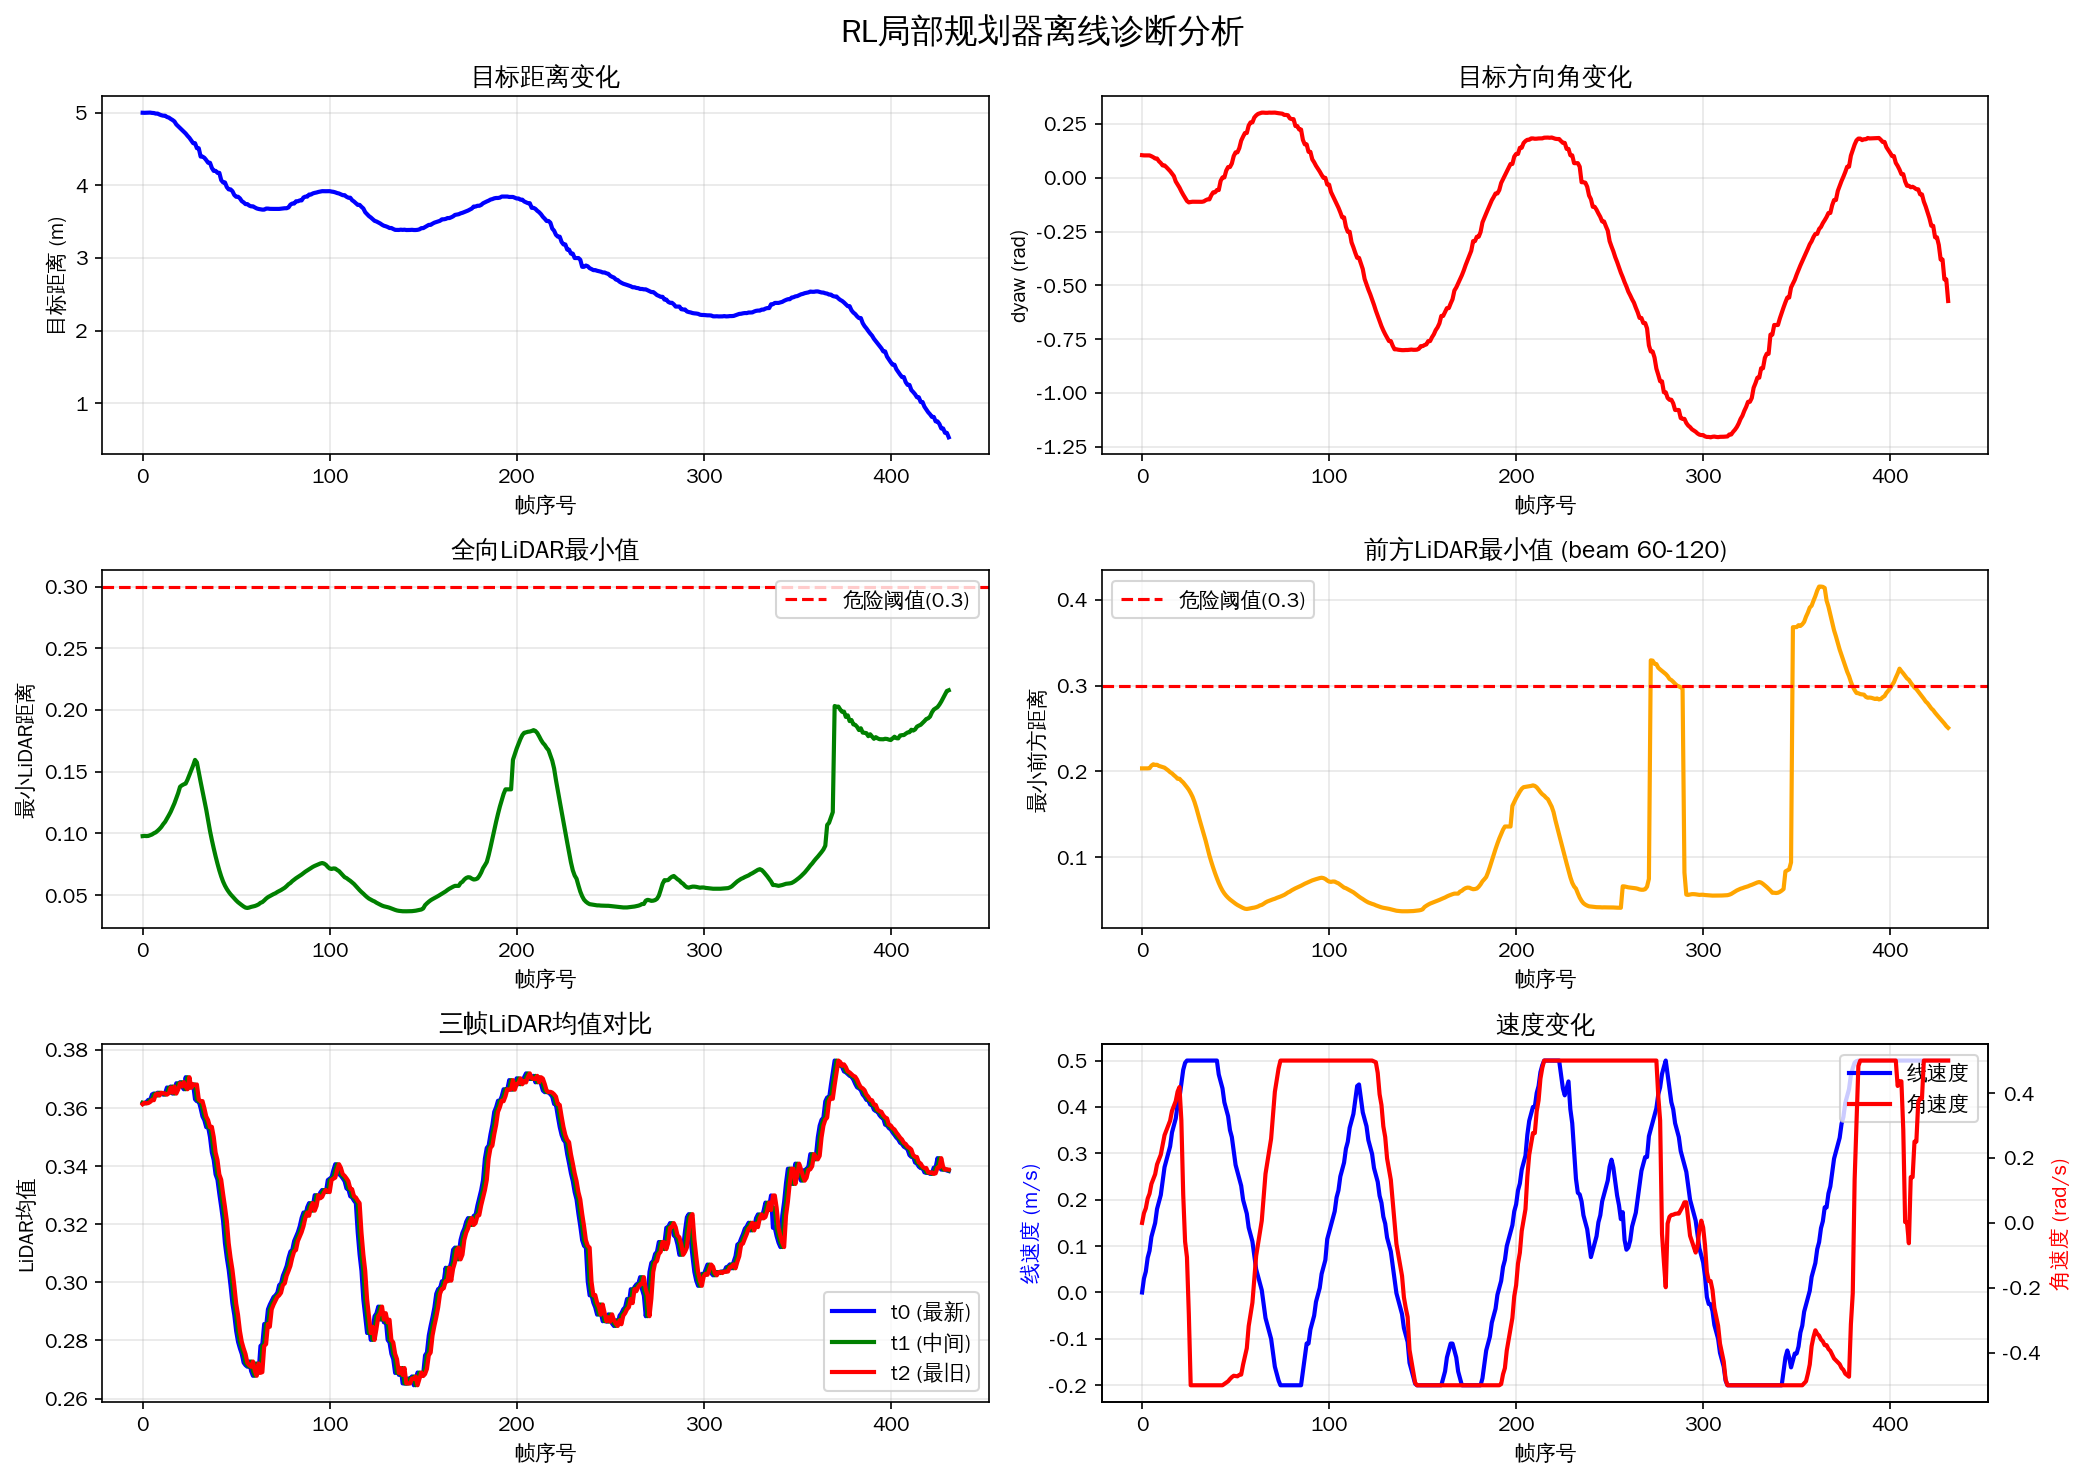 RL局部规划器离线诊断分析
目标距离变化
目标距离 (m)
5
4
3
2
1
0
100
200
300
400
帧序号
目标方向角变化
dyaw (rad)
0.25
0.00
-0.25
-0.50
-0.75
-1.00
-1.25
0
100
200
300
400
帧序号
全向LiDAR最小值
最小LiDAR距离
0.30
0.25
0.20
0.15
0.10
0.05
危险阈值(0.3)
0
100
200
300
400
帧序号
前方LiDAR最小值 (beam 60-120)
最小前方距离
0.4
0.3
0.2
0.1
危险阈值(0.3)
0
100
200
300
400
帧序号
三帧LiDAR均值对比
LiDAR均值
0.38
0.36
0.34
0.32
0.30
0.28
0.26
t0 (最新)
t1 (中间)
t2 (最旧)
0
100
200
300
400
帧序号
速度变化
线速度 (m/s)
0.5
0.4
0.3
0.2
0.1
0.0
-0.1
-0.2
线速度
角速度
0.4
0.2
0.0
-0.2
-0.4
角速度 (rad/s)
0
100
200
300
400
帧序号